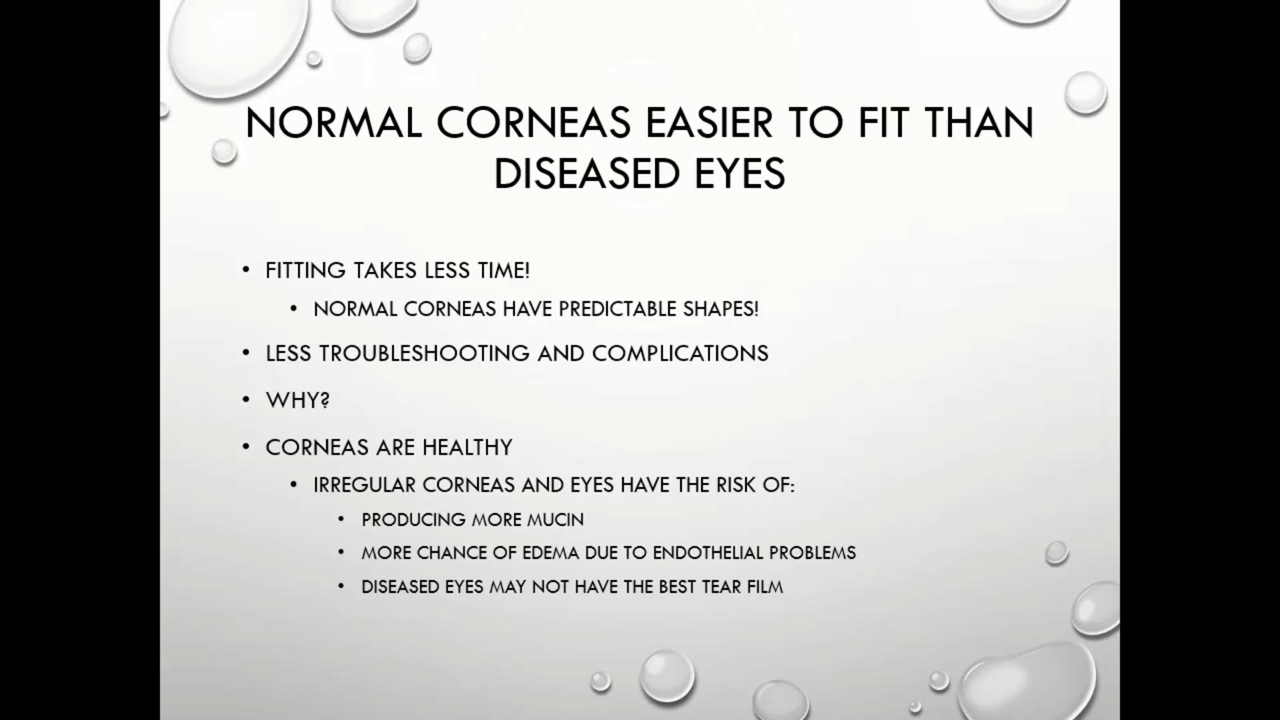 NORMAL CORNEAS EASIER TO FIT THAN
DISEASED EYES
• FITTING TAKES LESS TIME!
• NORMAL CORNEAS HAVE PREDICTABLE SHAPES!
• LESS TROUBLESHOOTING AND COMPLICATIONS
• WHY?
• CORNEAS ARE HEALTHY
• IRREGULAR CORNEAS AND EYES HAVE THE RISK OF:
• PRODUCING MORE MUCIN
• MORE CHANCE OF EDEMA DUE TO ENDOTHELIAL PROBLEMS
• DISEASED EYES MAY NOT HAVE THE BEST TEAR FILM